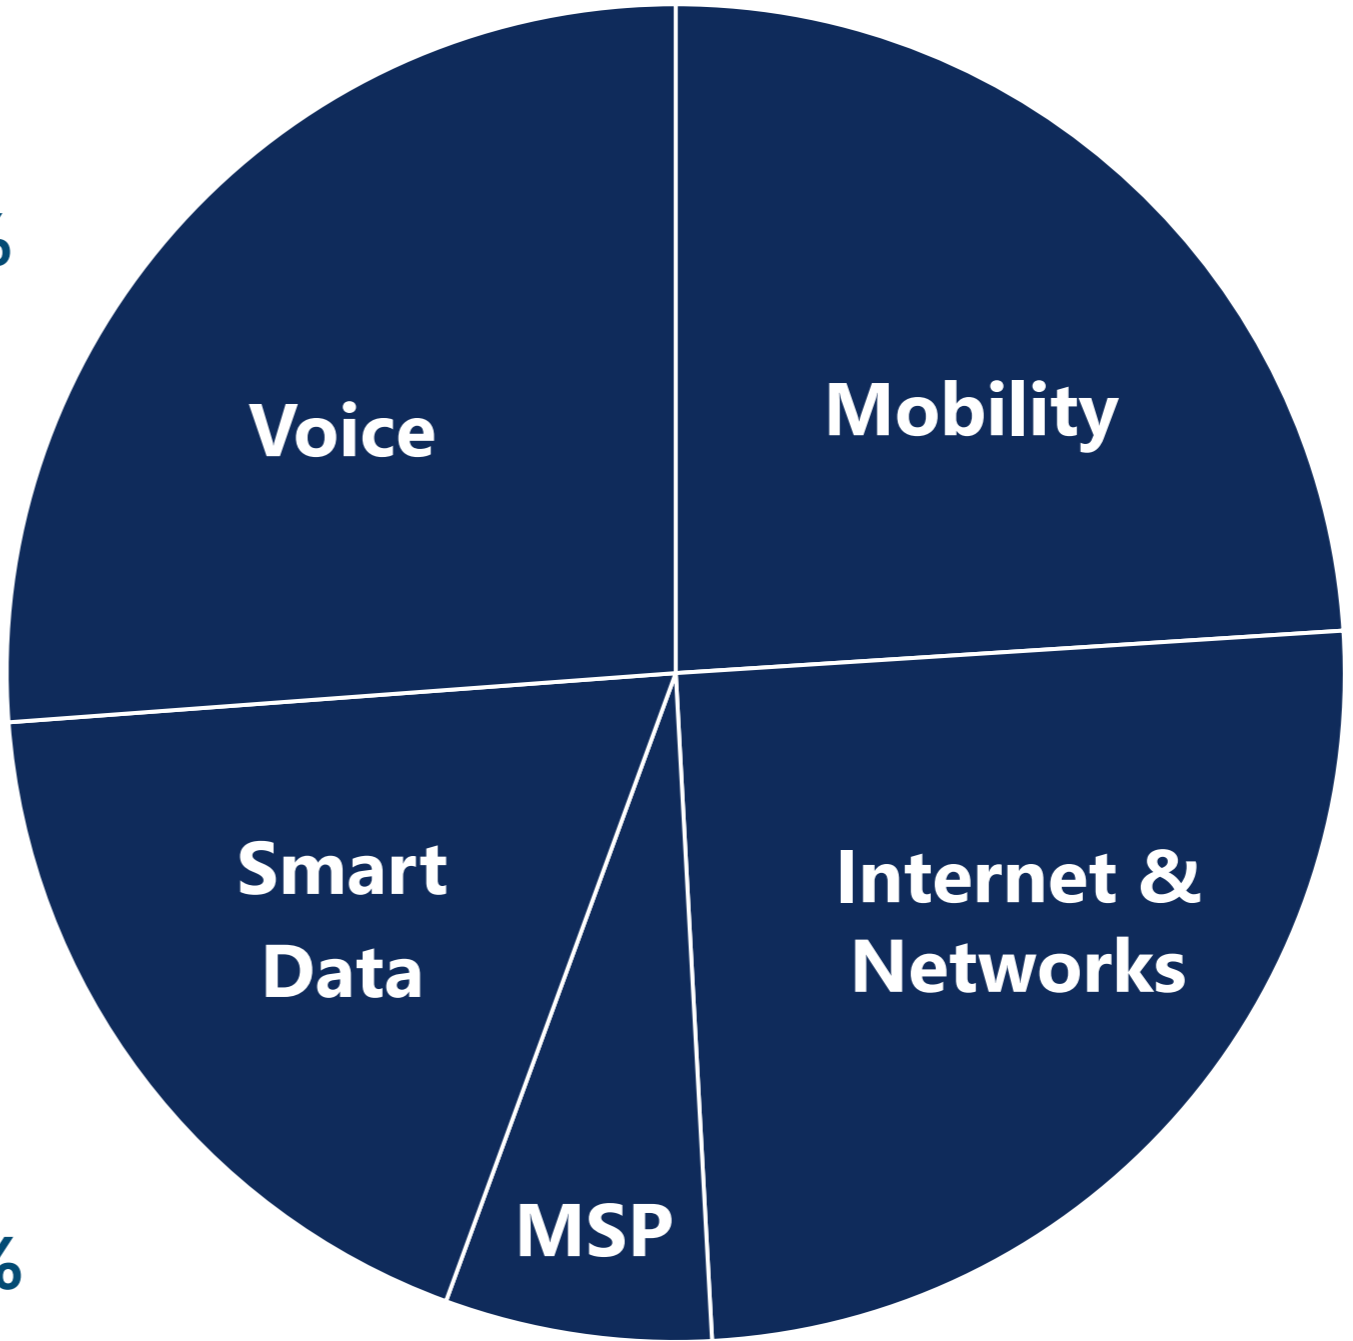 %
Voice
Mobility
Smart
Data
Internet &
Networks
MSP
%